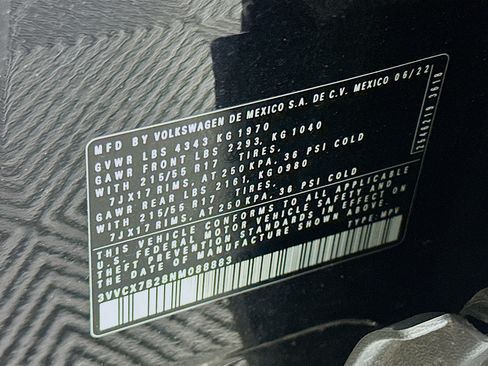 MFD BY VOLKSWAGEN DE MEXICO S.A. DE C.V. MEXICO 06/22
GVWR LBS 4343 KG 1970
GAWR FRONT LBS 2293, KG 1040
WITH 215/55 R17 TIRES,
7JX17 RIMS, AT 250 KPA, 36 PSI COLD
GAWR REAR LBS 2161, KG 0980
WITH 215/55 R17 TIRES,
7JX17 RIMS, AT 250 KPA, 36 PSI COLD
THIS VEHICLE CONFORMS TO ALL APPLICABLE
U.S. FEDERAL MOTOR VEHICLE SAFETY AND
THEFT PREVENTION STANDARDS IN EFFECT ON
THE DATE OF MANUFACTURE SHOWN ABOVE.
3VVCX7B28NM088883 TYPE: MPV